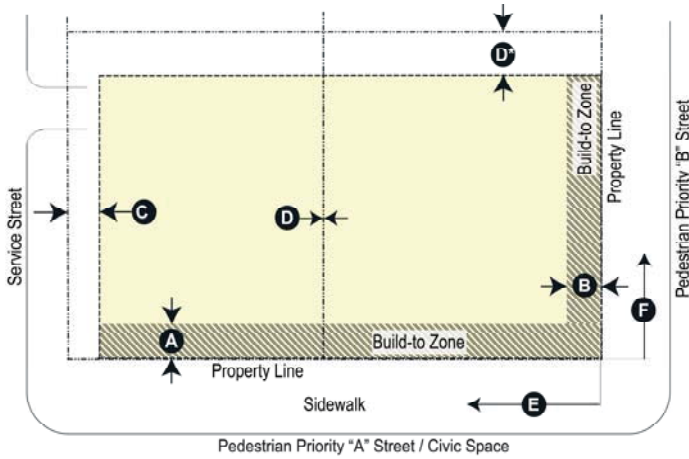 D*
Build-to Zone
Property Line
Pedestrian Priority "B" Street
Service Street
C
D
B
F
A
Build-to Zone
Property Line
Sidewalk
E
Pedestrian Priority "A" Street / Civic Space